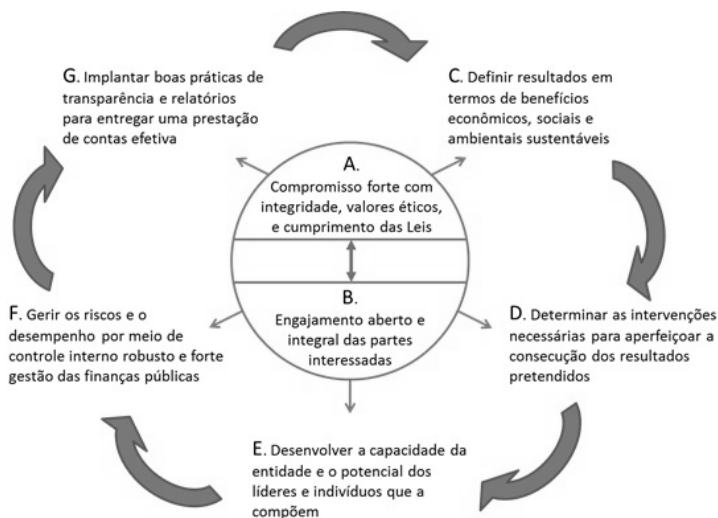 G. Implantar boas práticas de
transparência e relatórios
para entregar uma prestação
de contas efetiva
C. Definir resultados em
termos de benefícios
econômicos, sociais e
ambientais sustentáveis
A.
Compromisso forte com
integridade, valores éticos,
e cumprimento das Leis
B.
Engajamento aberto e
integral das partes
interessadas
F. Gerir os riscos e o
desempenho por meio de
controle interno robusto e forte
gestão das finanças públicas
D. Determinar as intervenções
necessárias para aperfeiçoar a
consecução dos resultados
pretendidos
E. Desenvolver a capacidade da
entidade e o potencial dos
líderes e indivíduos que a
compõem